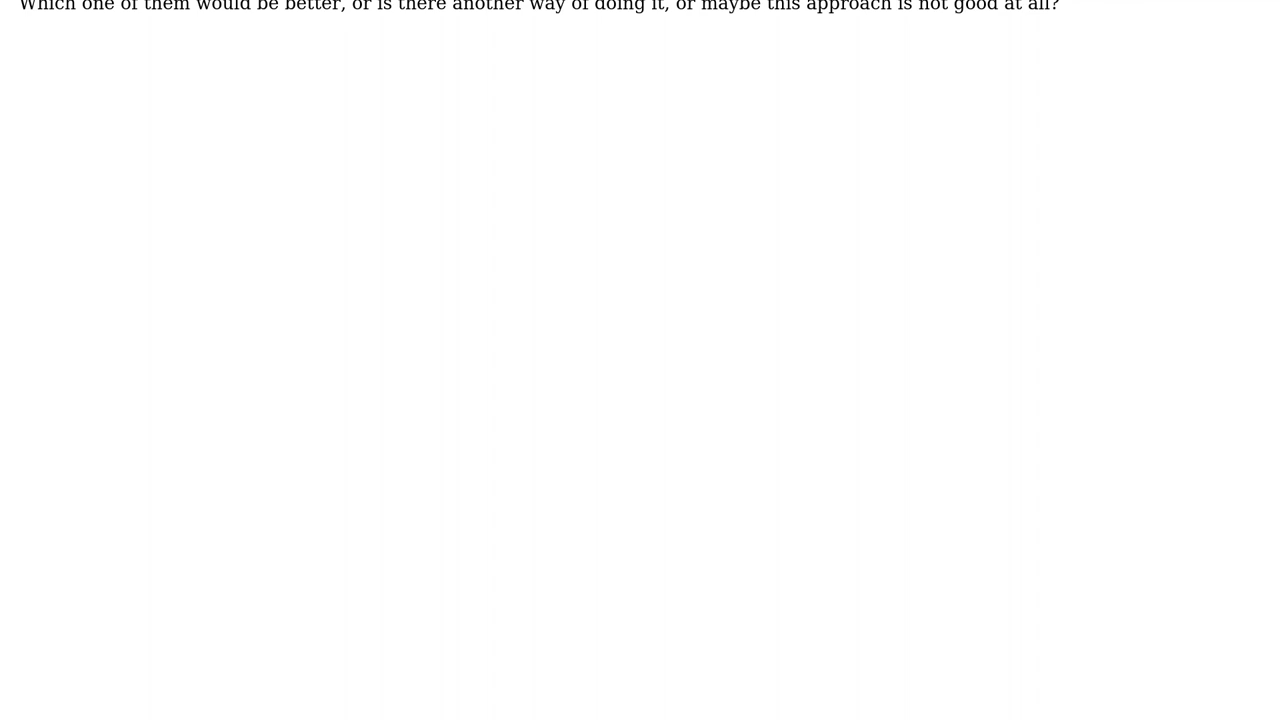 Which one of them would be better, or is there another way of doing it, or maybe this approach is not good at all?